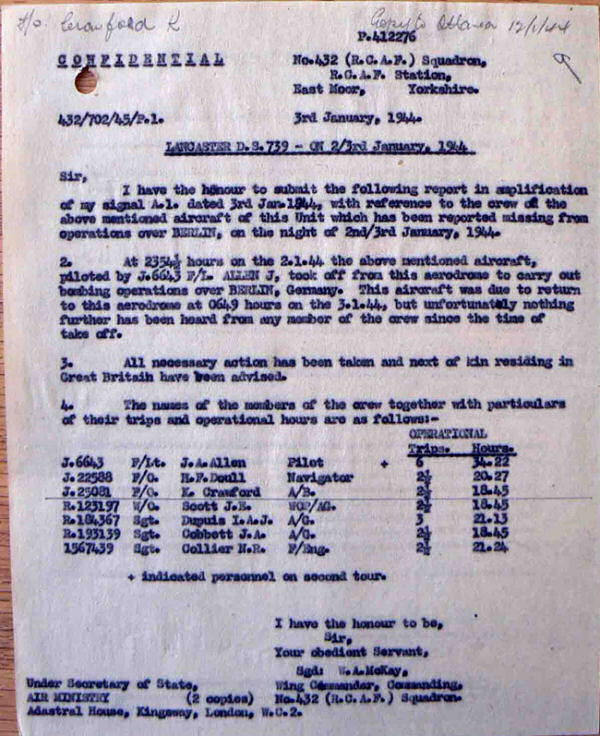 F/O. Crawford K Copy to Ottawa 12/1/44
P.412276
CONFIDENTIAL No.432 (R.C.A.F.) Squadron,
R.C.A.F. Station,
East Moor, Yorkshire.
432/702/45/P.1. 3rd January, 1944.
LANCASTER D.S.739 - ON 2/3rd January, 1944
Sir,
I have the honour to submit the following report in amplification
of my signal A.1. dated 3rd Jan.1944, with reference to the crew of the
above mentioned aircraft of this Unit which has been reported missing from
operations over BERLIN, on the night of 2nd/3rd January, 1944.
2. At 2354½ hours on the 2.1.44 the above mentioned aircraft,
piloted by J.6643 F/L. ALLEN J, took off from this aerodrome to carry out
bombing operations over BERLIN, Germany. This aircraft was due to return
to this aerodrome at 0649 hours on the 3.1.44, but unfortunately nothing
further has been heard from any member of the crew since the time of
take off.
3. All necessary action has been taken and next of kin residing in
Great Britain have been advised.
4. The names of the members of the crew together with particulars
of their trips and operational hours are as follows:-
OPERATIONAL
Trips. Hours.
J.6643 F/Lt. J.A.Allen Pilot + 6 34.22
J.22588 F/O. M.F.Doull Navigator 2½ 20.27
J.25081 F/O. K. Crawford A/B. 2½ 18.45
R.123197 W/O. Scott J.E. WOP/AG. 2½ 18.45
R.184367 Sgt. Dupuis I.A.J. A/G. 3 21.13
R.193139 Sgt. Cobbett J.A. A/G. 2½ 18.45
1567439 Sgt. Collier N.R. F/Eng. 2½ 21.24
+ indicated personnel on second tour.
I have the honour to be,
Sir,
Your obedient Servant,
Sgd: W.A.McKay,
Under Secretary of State, Wing Commander, Commanding,
AIR MINISTRY (2 copies) No.432 (R.C.A.F.) Squadron.
Adastral House, Kingsway, London, W.C.2.